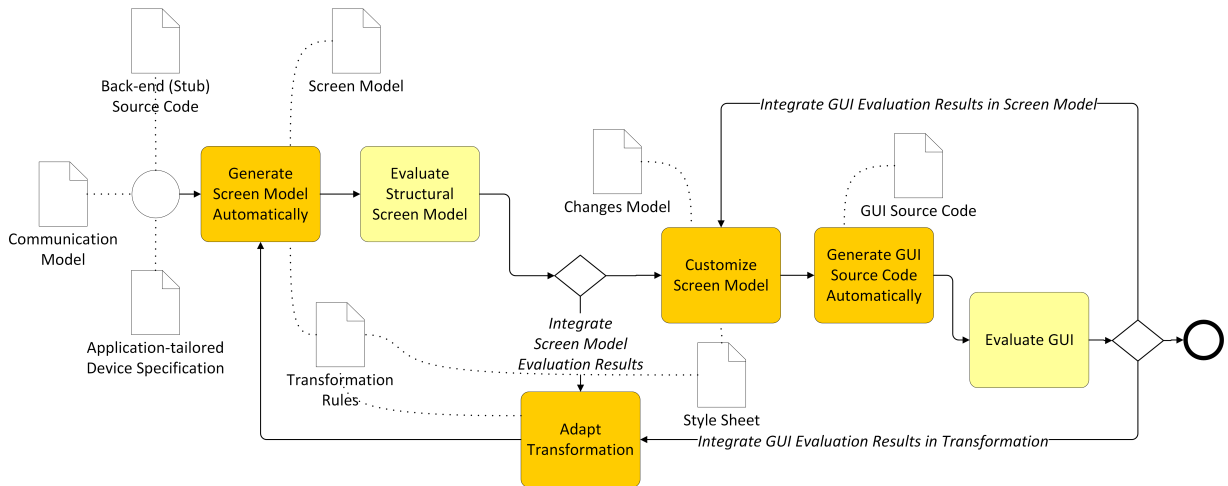 Back-end (Stub)
Source Code
Screen Model
Communication
Model
Application-tailored
Device Specification
Generate
Screen Model
Automatically
Evaluate
Structural
Screen Model
Integrate GUI Evaluation Results in Screen Model
Changes Model
GUI Source Code
Customize
Screen Model
Generate GUI
Source Code
Automatically
Evaluate GUI
Integrate
Screen Model
Evaluation Results
Transformation
Rules
Style Sheet
Adapt
Transformation
Integrate GUI Evaluation Results in Transformation